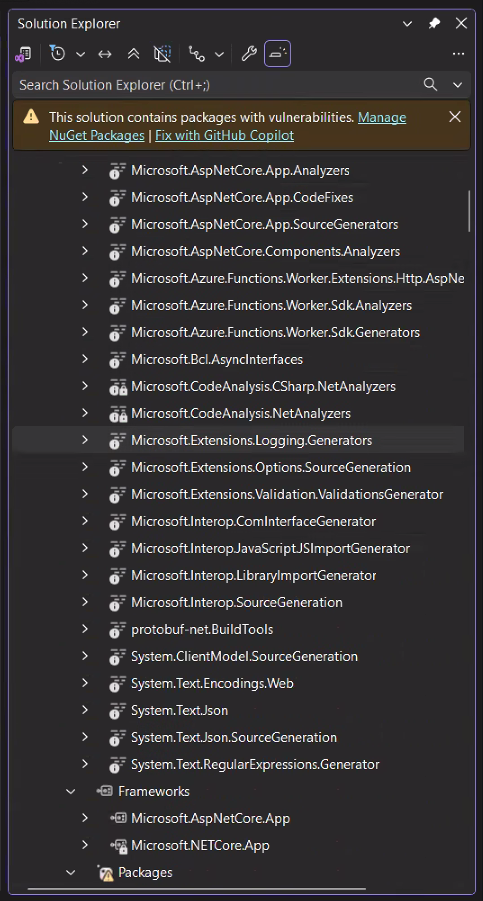 Solution Explorer
Search Solution Explorer (Ctrl+;)
This solution contains packages with vulnerabilities. Manage
NuGet Packages | Fix with GitHub Copilot
Microsoft.AspNetCore.App.Analyzers
Microsoft.AspNetCore.App.CodeFixes
Microsoft.AspNetCore.App.SourceGenerators
Microsoft.AspNetCore.Components.Analyzers
Microsoft.Azure.Functions.Worker.Extensions.Http.AspNe
Microsoft.Azure.Functions.Worker.Sdk.Analyzers
Microsoft.Azure.Functions.Worker.Sdk.Generators
Microsoft.Bcl.AsyncInterfaces
Microsoft.CodeAnalysis.CSharp.NetAnalyzers
Microsoft.CodeAnalysis.NetAnalyzers
Microsoft.Extensions.Logging.Generators
Microsoft.Extensions.Options.SourceGeneration
Microsoft.Extensions.Validation.ValidationsGenerator
Microsoft.Interop.ComInterfaceGenerator
Microsoft.Interop.JavaScript.JSImportGenerator
Microsoft.Interop.LibraryImportGenerator
Microsoft.Interop.SourceGeneration
protobuf-net.BuildTools
System.ClientModel.SourceGeneration
System.Text.Encodings.Web
System.Text.Json
System.Text.Json.SourceGeneration
System.Text.RegularExpressions.Generator
Frameworks
Microsoft.AspNetCore.App
Microsoft.NETCore.App
Packages